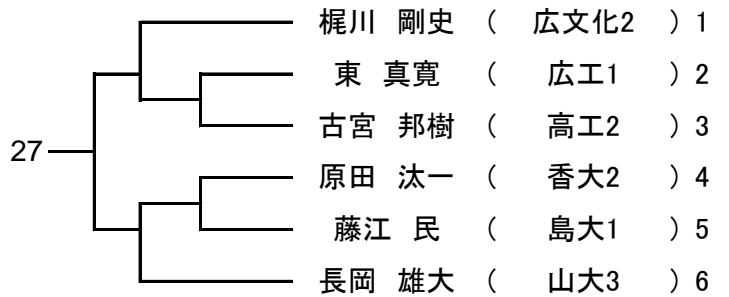 梶川 剛史 ( 広文化2 ) 1
東 真寛 ( 広工1 ) 2
古宮 邦樹 ( 高工2 ) 3
27
原田 汰一 ( 香大2 ) 4
藤江 民 ( 島大1 ) 5
長岡 雄大 ( 山大3 ) 6